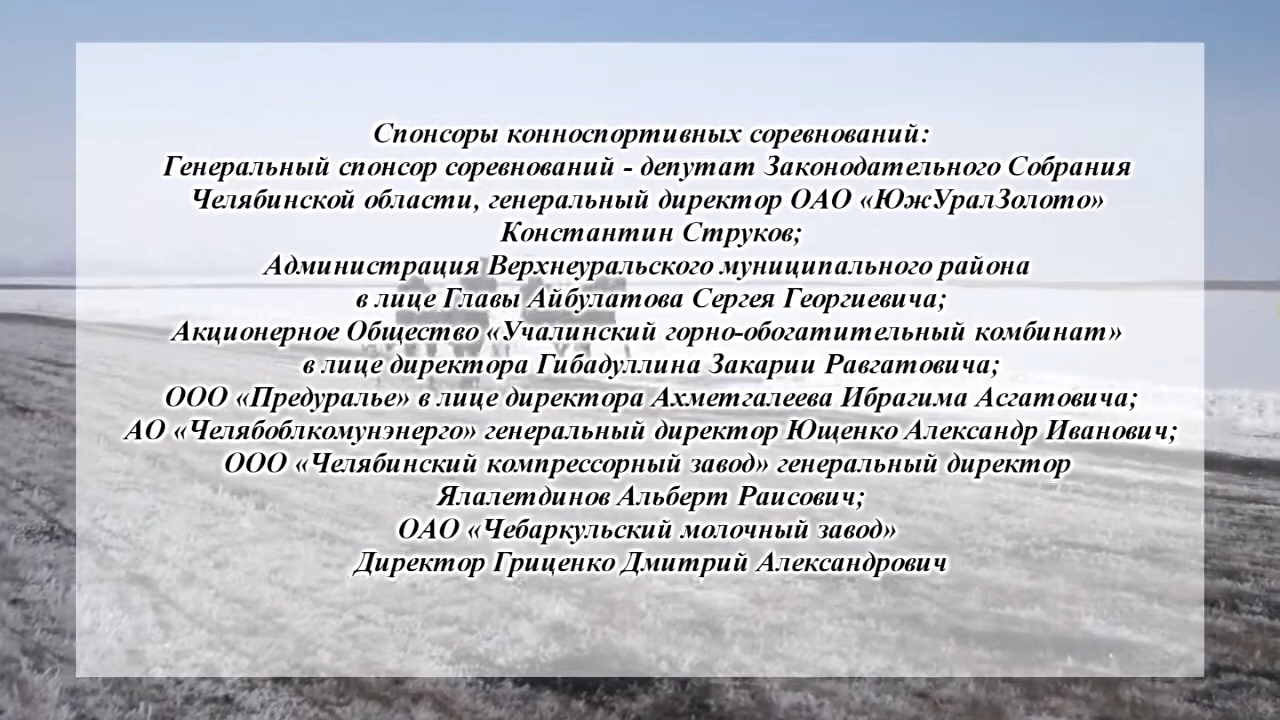 Спонсоры конноспортивных соревнований:
Генеральный спонсор соревнований - депутат Законодательного Собрания
Челябинской области, генеральный директор ОАО «ЮжУралЗолото»
Константин Струков;
Администрация Верхнеуральского муниципального района
в лице Главы Айбулатова Сергея Георгиевича;
Акционерное Общество «Учалинский горно-обогатительный комбинат»
в лице директора Гибадуллина Закарии Равгатовича;
ООО «Предуралье» в лице директора Ахметгалеева Ибрагима Асгатовича;
АО «Челябоблкомунэнерго» генеральный директор Ющенко Александр Иванович;
ООО «Челябинский компрессорный завод» генеральный директор
Ялалетдинов Альберт Раисович;
ОАО «Чебаркульский молочный завод»
Директор Гриценко Дмитрий Александрович